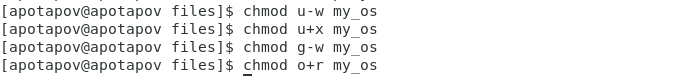 [apotapov@apotapov files]$ chmod u-w my_os
[apotapov@apotapov files]$ chmod u+x my_os
[apotapov@apotapov files]$ chmod g-w my_os
[apotapov@apotapov files]$ chmod o+r my_os